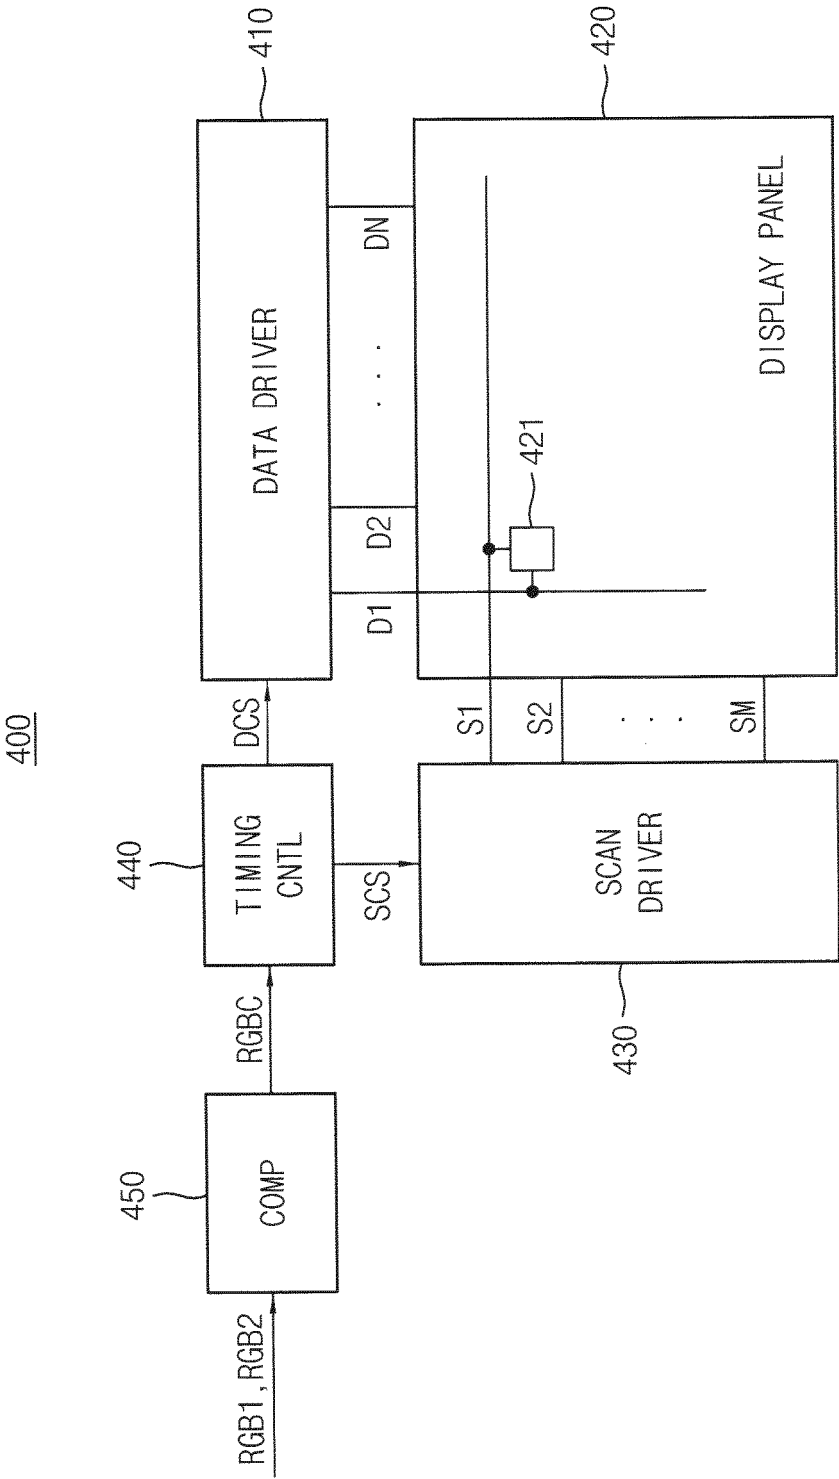 400
RGB1,RGB2
450
COMP
RGBC
440
TIMING
CNTL
DCS
SCS
410
DATA DRIVER
D1
D2
. . .
DN
430
SCAN
DRIVER
S1
S2
. . .
SM
420
421
DISPLAY PANEL